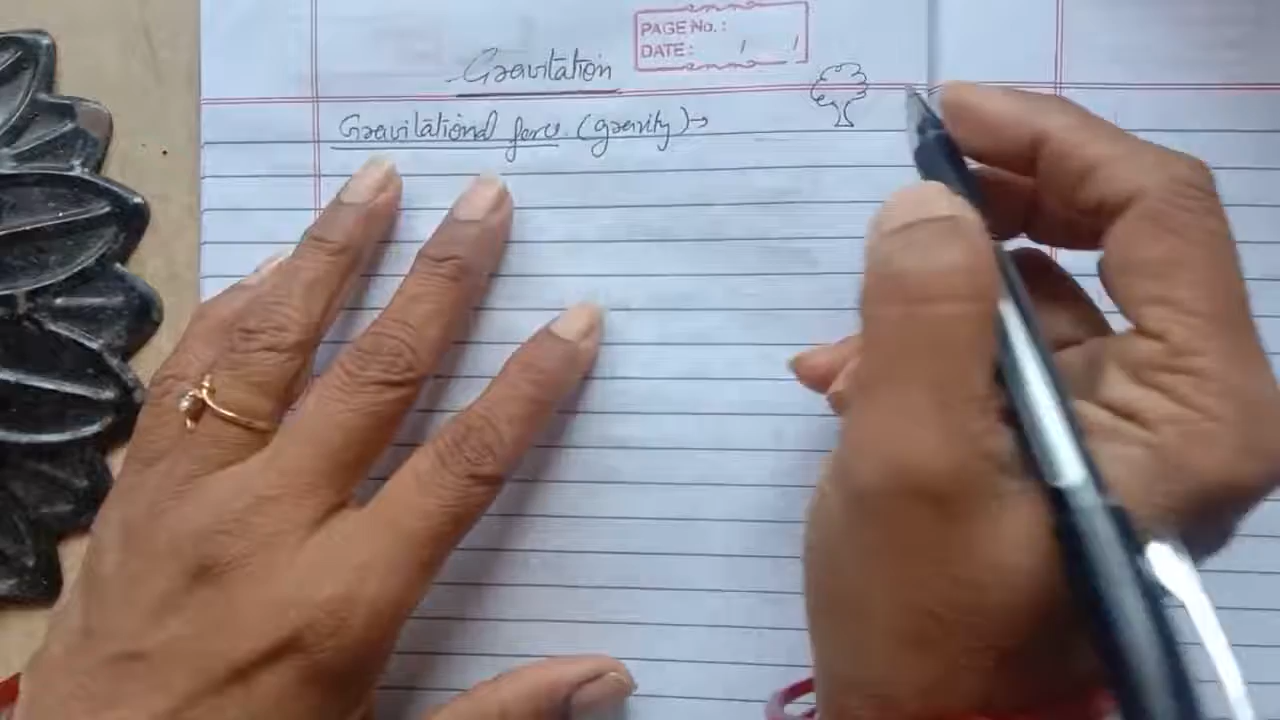 PAGE No.:
DATE: / /
Gravitation
Gravitational force (gravity)→